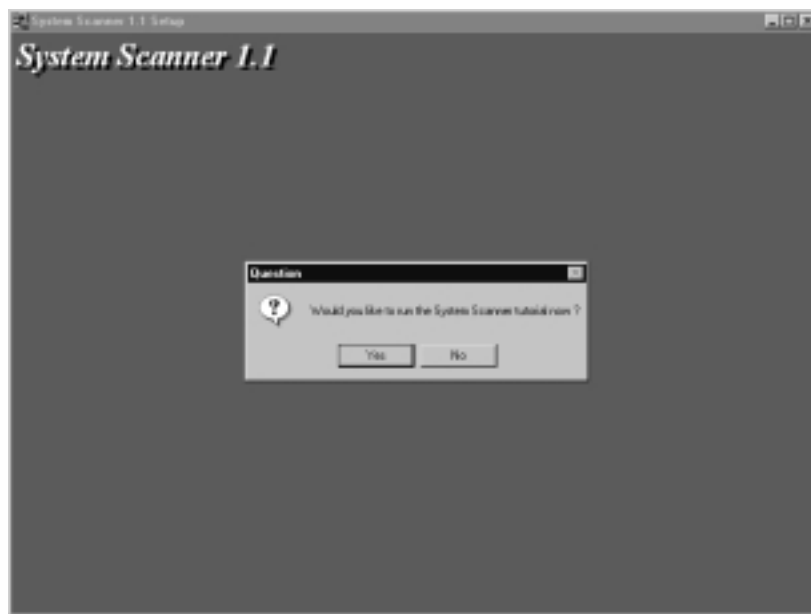 System Scanner 1.1 Setup
System Scanner 1.1
Question
Would you like to run the System Scanner tutorial now ?
Yes
No